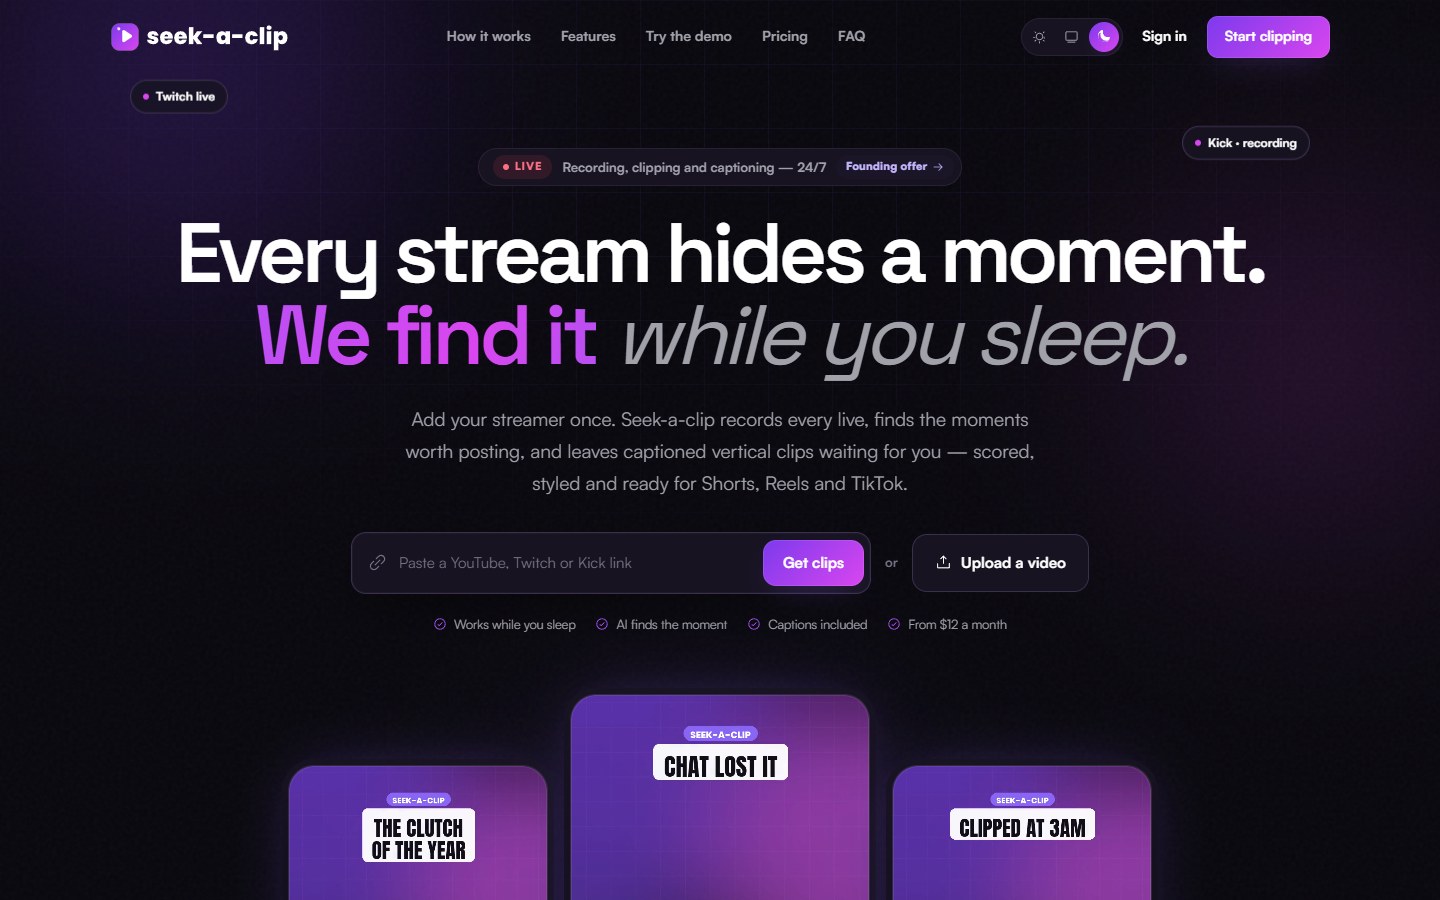 seek-a-clip
How it works
Features
Try the demo
Pricing
FAQ
Sign in
Start clipping
Twitch live
Kick · recording
LIVE
Recording, clipping and captioning — 24/7
Founding offer →
Every stream hides a moment.
We find it while you sleep.
Add your streamer once. Seek-a-clip records every live, finds the moments
worth posting, and leaves captioned vertical clips waiting for you — scored,
styled and ready for Shorts, Reels and TikTok.
Paste a YouTube, Twitch or Kick link
Get clips
or
Upload a video
Works while you sleep
AI finds the moment
Captions included
From $12 a month
SEEK-A-CLIP
THE CLUTCH
OF THE YEAR
SEEK-A-CLIP
CHAT LOST IT
SEEK-A-CLIP
CLIPPED AT 3AM